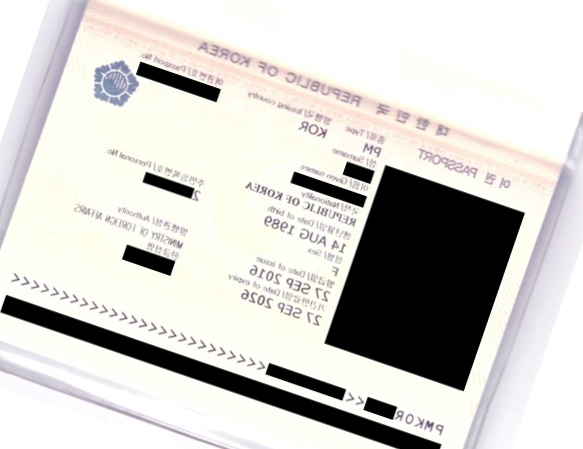 대한민국 REPUBLIC OF KOREA
여권 PASSPORT
종류/Type
발행국/Issuing country
여권번호/Passport No.
PM
KOR
성/Surname
이름/Given names
국적/Nationality
REPUBLIC OF KOREA
생년월일/Date of birth
주민등록번호/Personal No.
14 AUG 1989
2
성별/Sex
F
발행관청/Authority
발급일/Date of issue
MINISTRY OF FOREIGN AFFAIRS
27 SEP 2016
기간만료일/Date of expiry
한글성명
27 SEP 2026